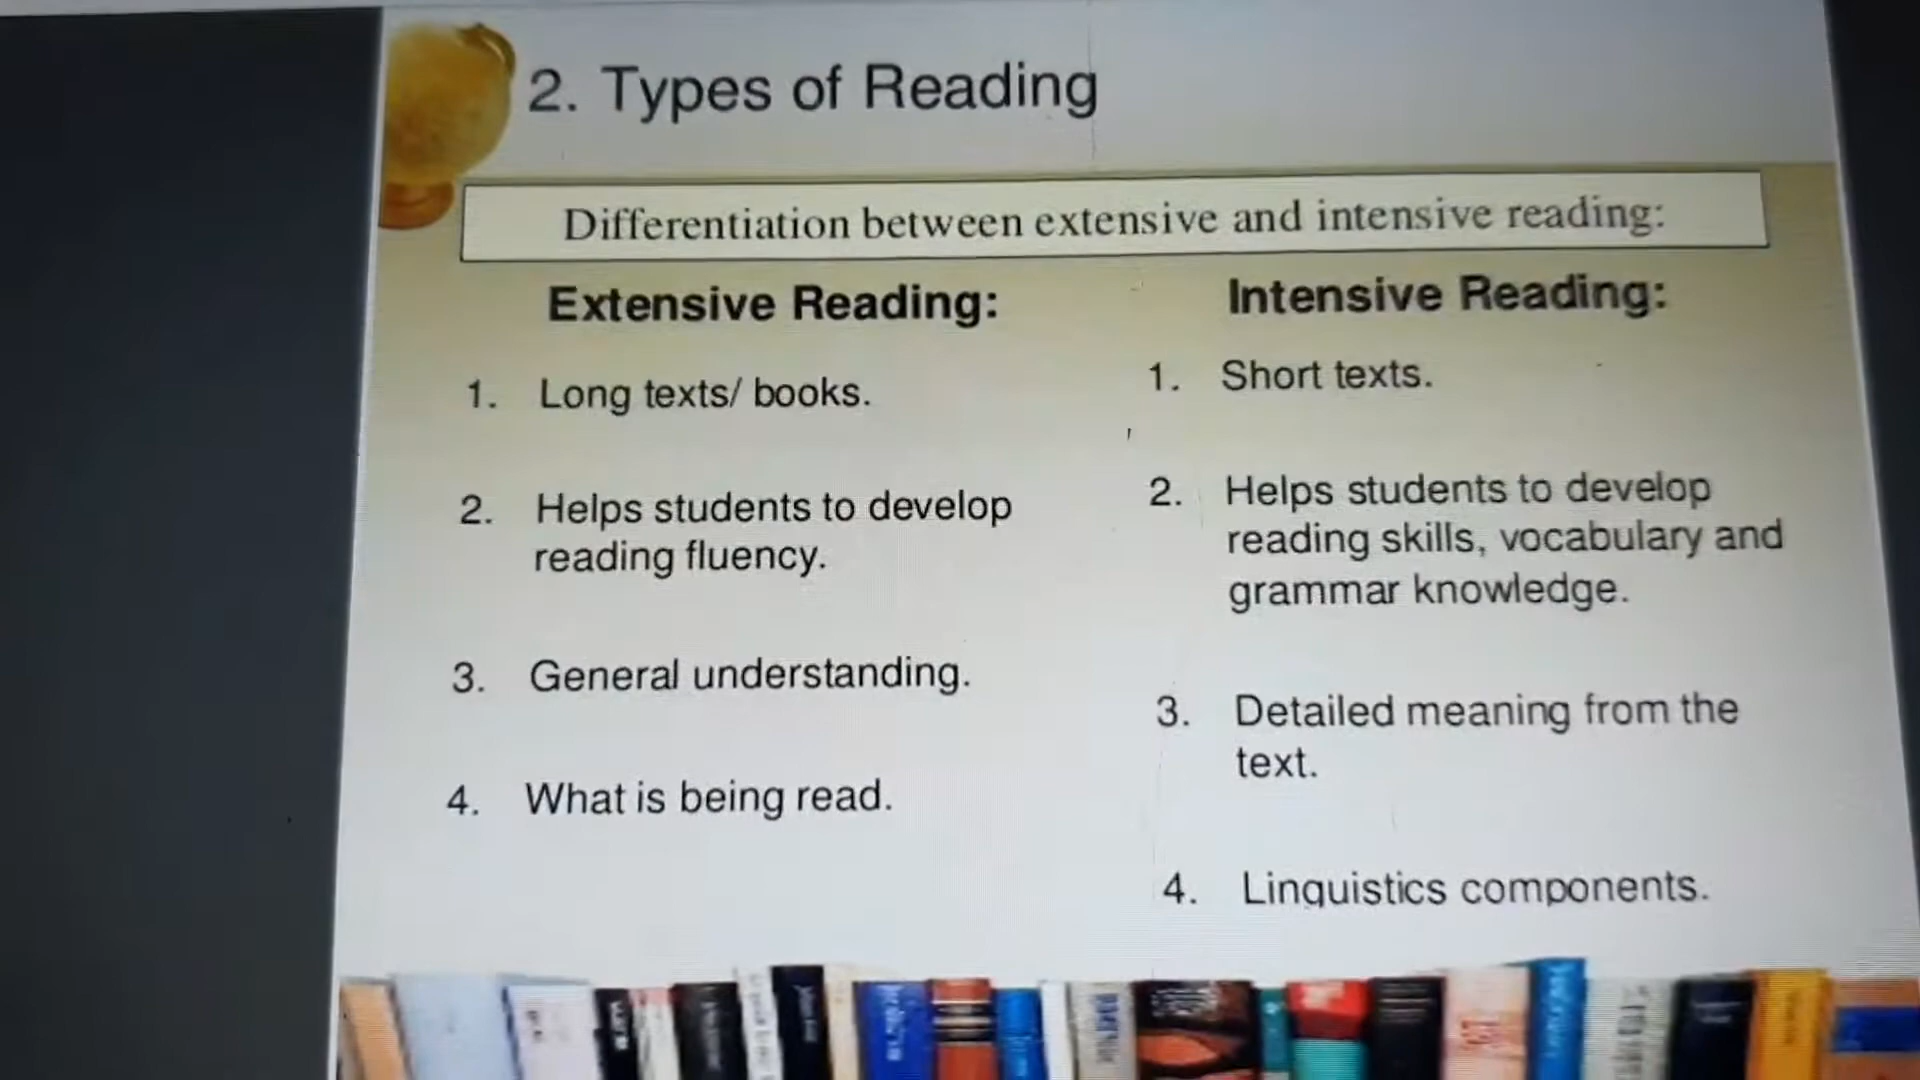 2. Types of Reading
Differentiation between extensive and intensive reading:
Extensive Reading:
1. Long texts/ books.
2. Helps students to develop
reading fluency.
3. General understanding.
4. What is being read.
Intensive Reading:
1. Short texts.
2. Helps students to develop
reading skills, vocabulary and
grammar knowledge.
3. Detailed meaning from the
text.
4. Linguistics components.